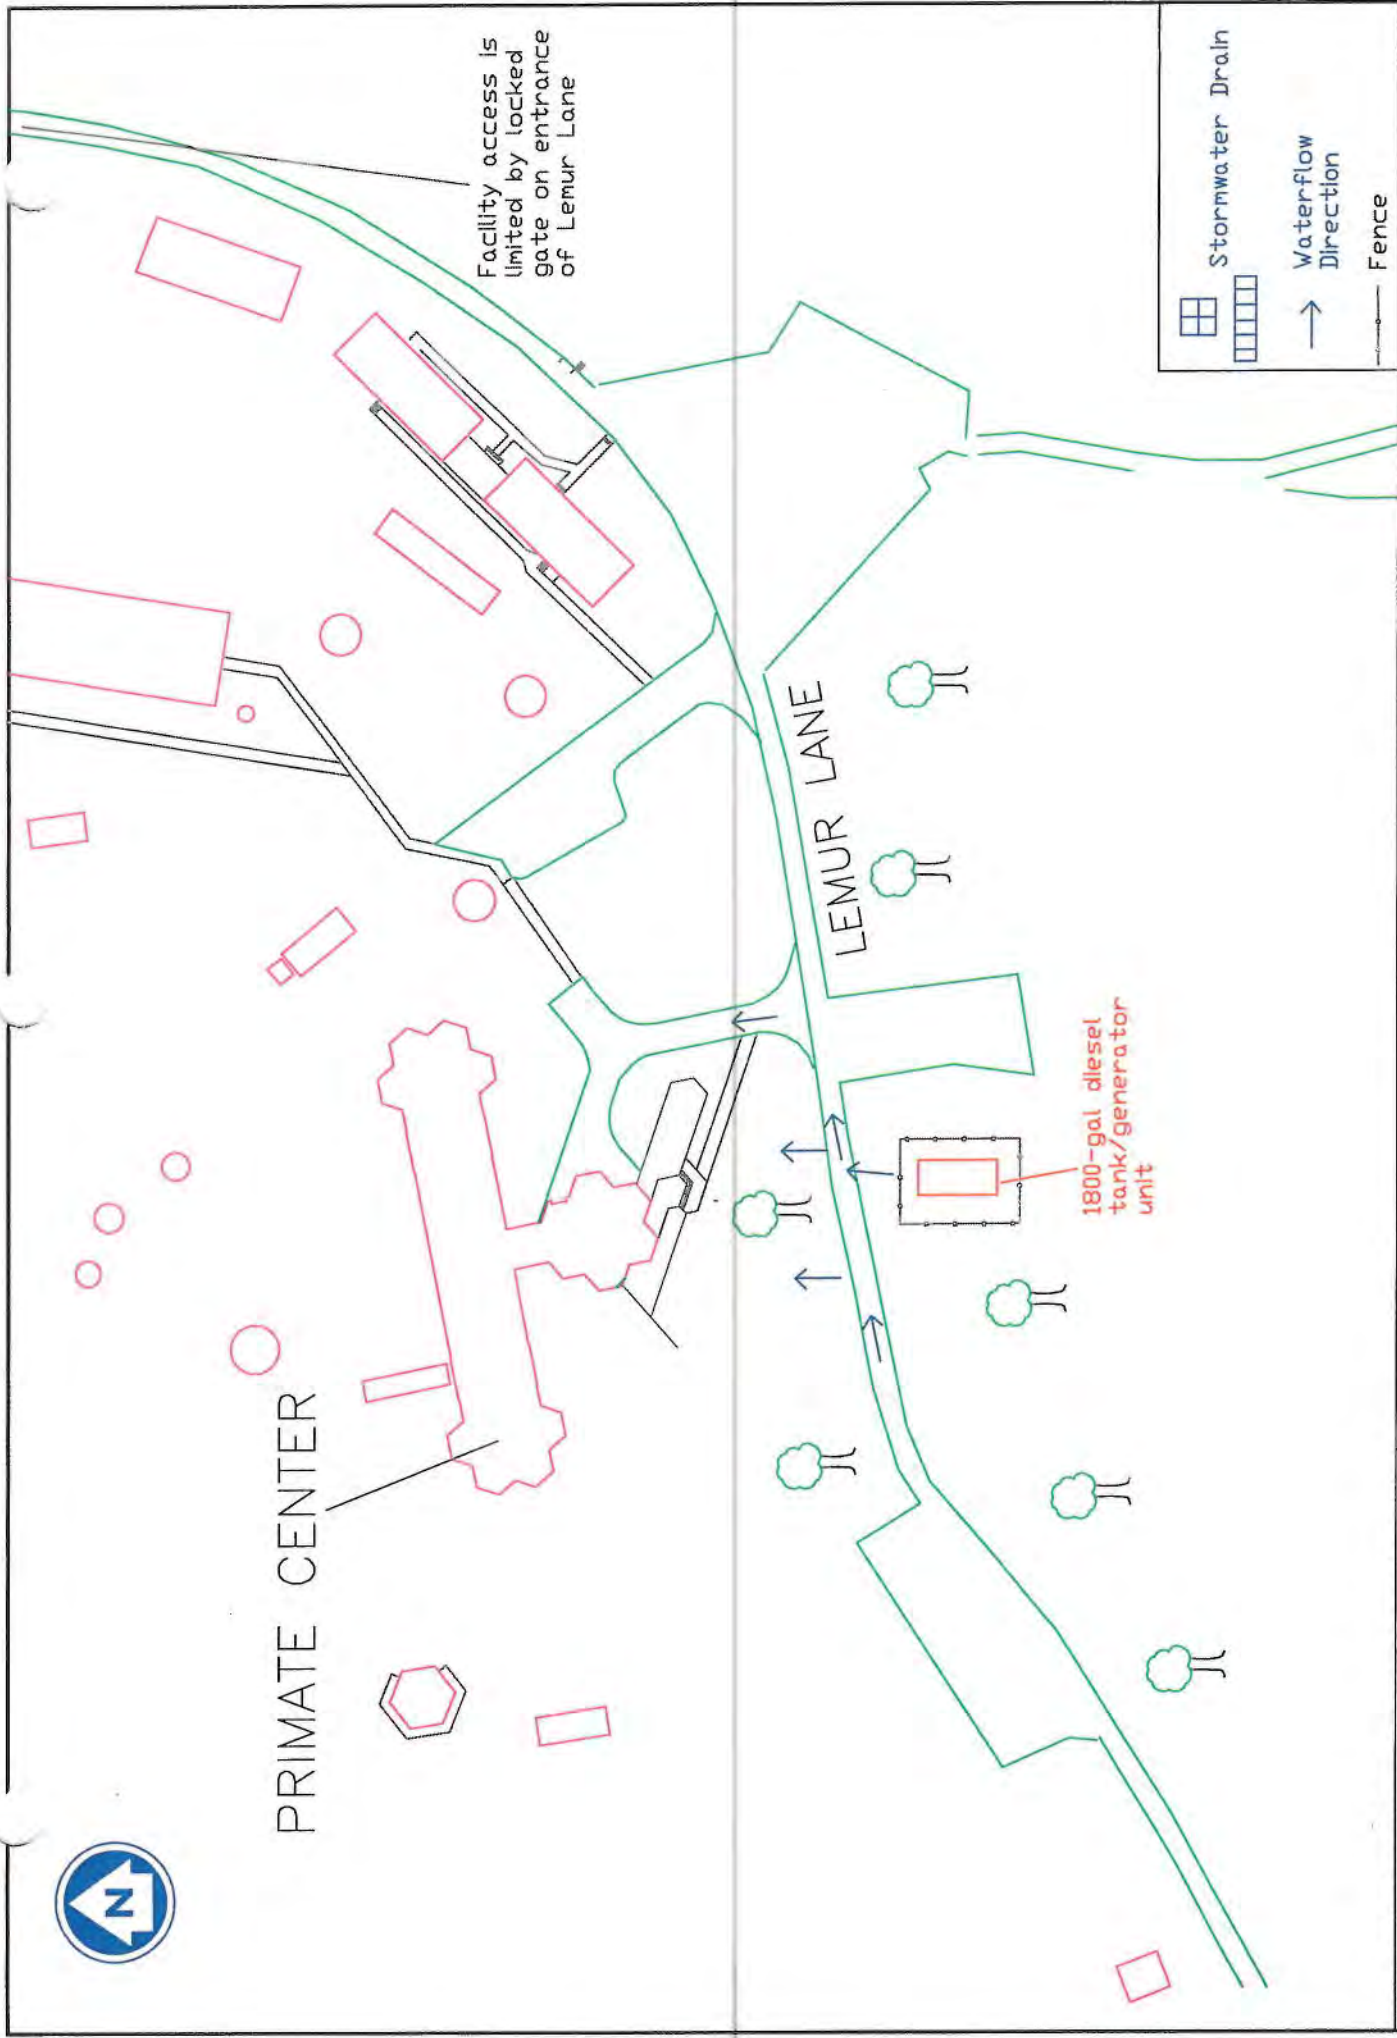 N
PRIMATE CENTER
Facility access is
limited by locked
gate on entrance
of Lemur Lane
LEMUR LANE
1800-gal diesel
tank/generator
unit
Stormwater Drain
Waterflow
Direction
Fence